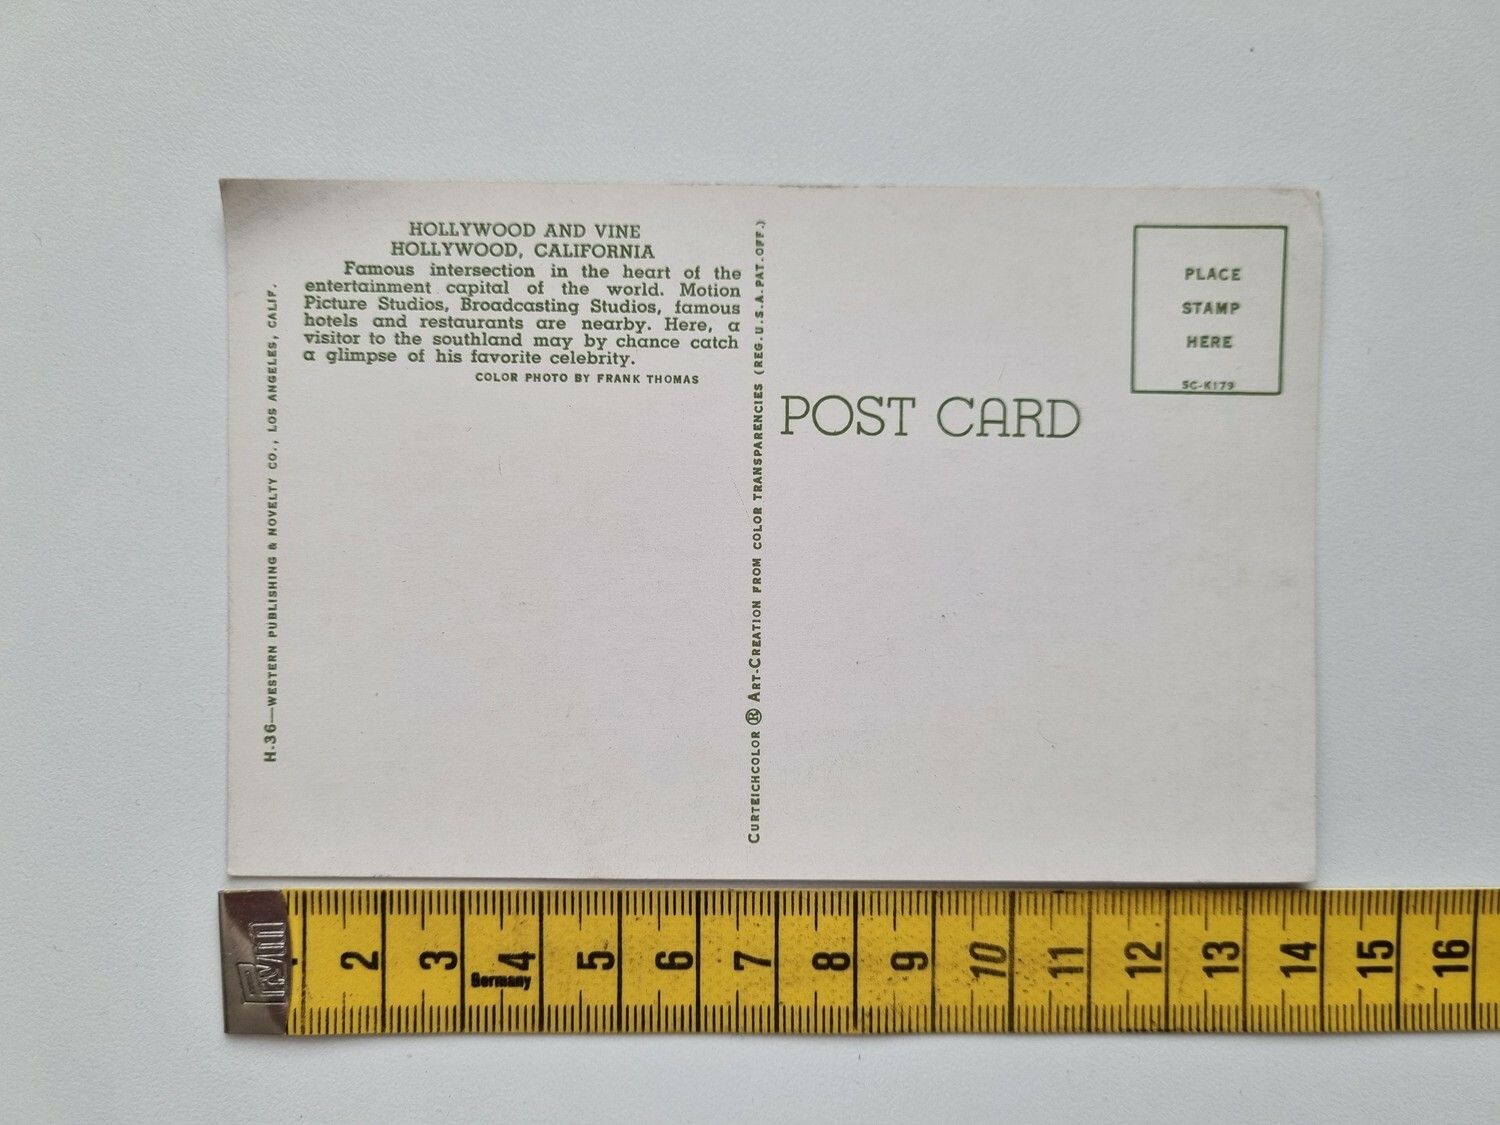 HOLLYWOOD AND VINE
HOLLYWOOD, CALIFORNIA
Famous intersection in the heart of the
entertainment capital of the world. Motion
Picture Studios, Broadcasting Studios, famous
hotels and restaurants are nearby. Here, a
visitor to the southland may by chance catch
a glimpse of his favorite celebrity.
COLOR PHOTO BY FRANK THOMAS
H-36—WESTERN PUBLISHING & NOVELTY CO., LOS ANGELES, CALIF.
CURTEICHCOLOR ® ART-CREATION FROM COLOR TRANSPARENCIES (REG. U.S.A. PAT. OFF.)
POST CARD
PLACE
STAMP
HERE
SC-K179
2 3 4 5 6 7 8 9 10 11 12 13 14 15 16
Germany